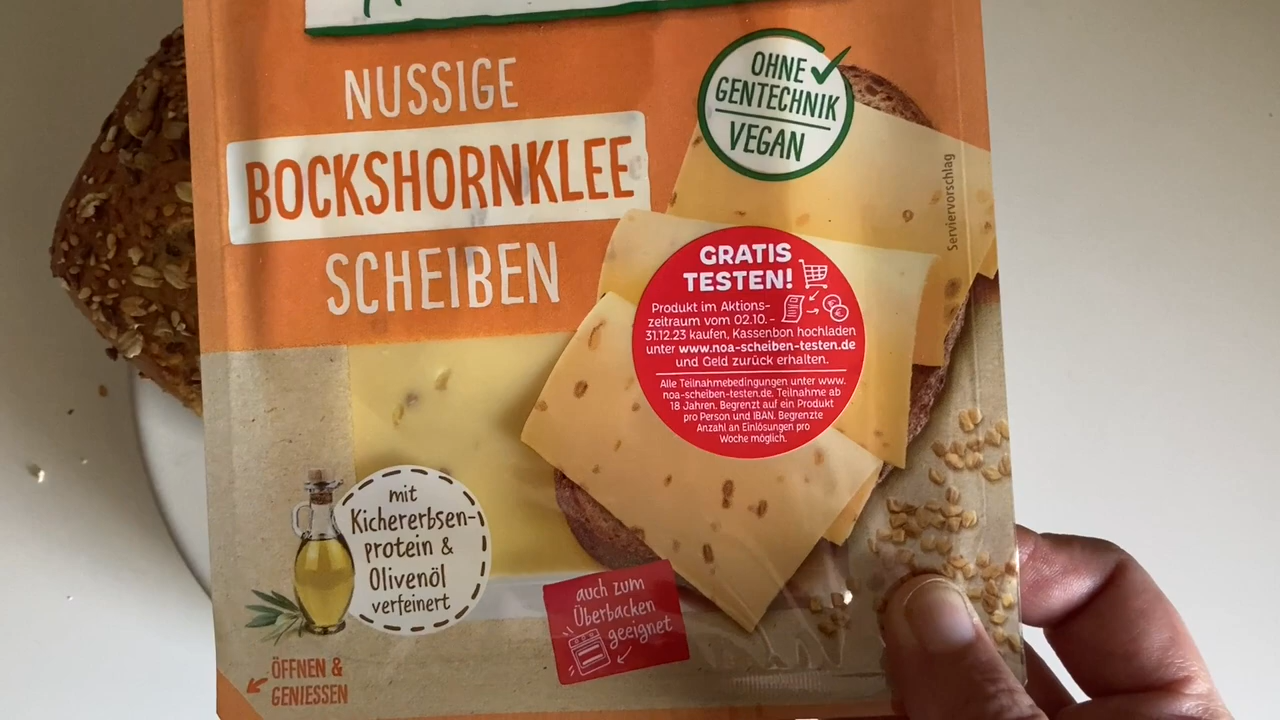 NUSSIGE
BOCKSHORNKLEE
SCHEIBEN
OHNE
GENTECHNIK
VEGAN
Serviervorschlag
GRATIS
TESTEN!
Produkt im Aktions-
zeitraum vom 02.10. -
31.12.23 kaufen, Kassenbon hochladen
unter www.noa-scheiben-testen.de
und Geld zurück erhalten.
Alle Teilnahmebedingungen unter www.
noa-scheiben-testen.de. Teilnahme ab
18 Jahren. Begrenzt auf ein Produkt
pro Person und IBAN. Begrenzte
Anzahl an Einlösungen pro
Woche möglich.
mit
Kichererbsen-
protein &
Olivenöl
verfeinert
auch zum
Überbacken
geeignet
ÖFFNEN &
GENIESSEN